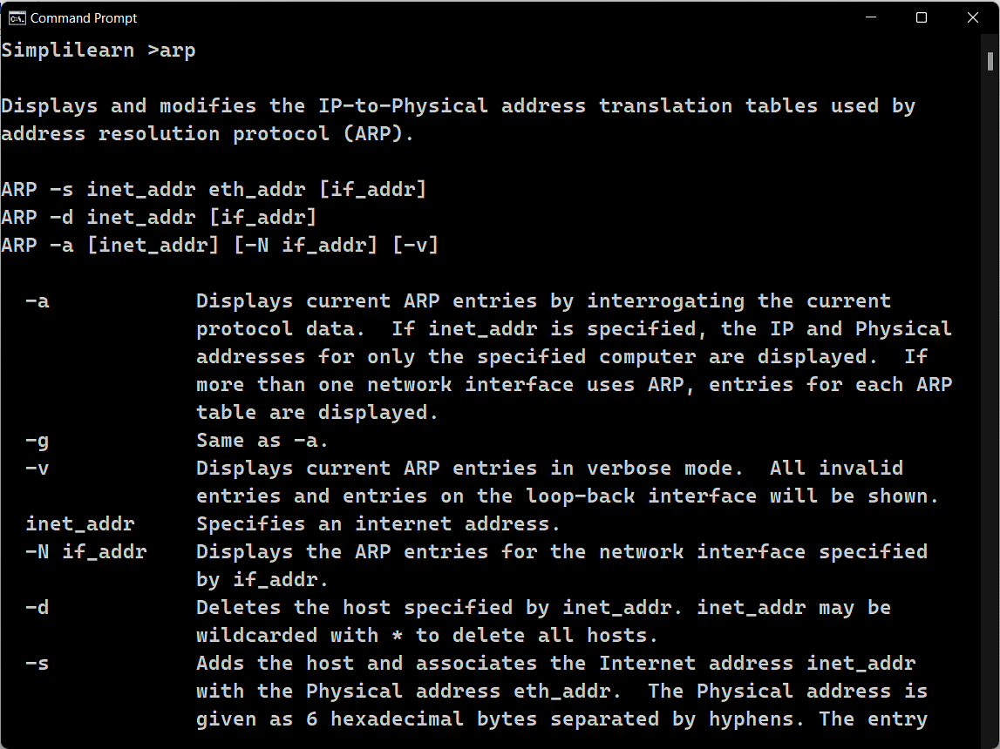 Command Prompt
Simplilearn >arp
Displays and modifies the IP-to-Physical address translation tables used by
address resolution protocol (ARP).
ARP -s inet_addr eth_addr [if_addr]
ARP -d inet_addr [if_addr]
ARP -a [inet_addr] [-N if_addr] [-v]
-a Displays current ARP entries by interrogating the current
protocol data.  If inet_addr is specified, the IP and Physical
addresses for only the specified computer are displayed.  If
more than one network interface uses ARP, entries for each ARP
table are displayed.
-g Same as -a.
-v Displays current ARP entries in verbose mode.  All invalid
entries and entries on the loop-back interface will be shown.
inet_addr Specifies an internet address.
-N if_addr Displays the ARP entries for the network interface specified
by if_addr.
-d Deletes the host specified by inet_addr. inet_addr may be
wildcarded with * to delete all hosts.
-s Adds the host and associates the Internet address inet_addr
with the Physical address eth_addr.  The Physical address is
given as 6 hexadecimal bytes separated by hyphens. The entry